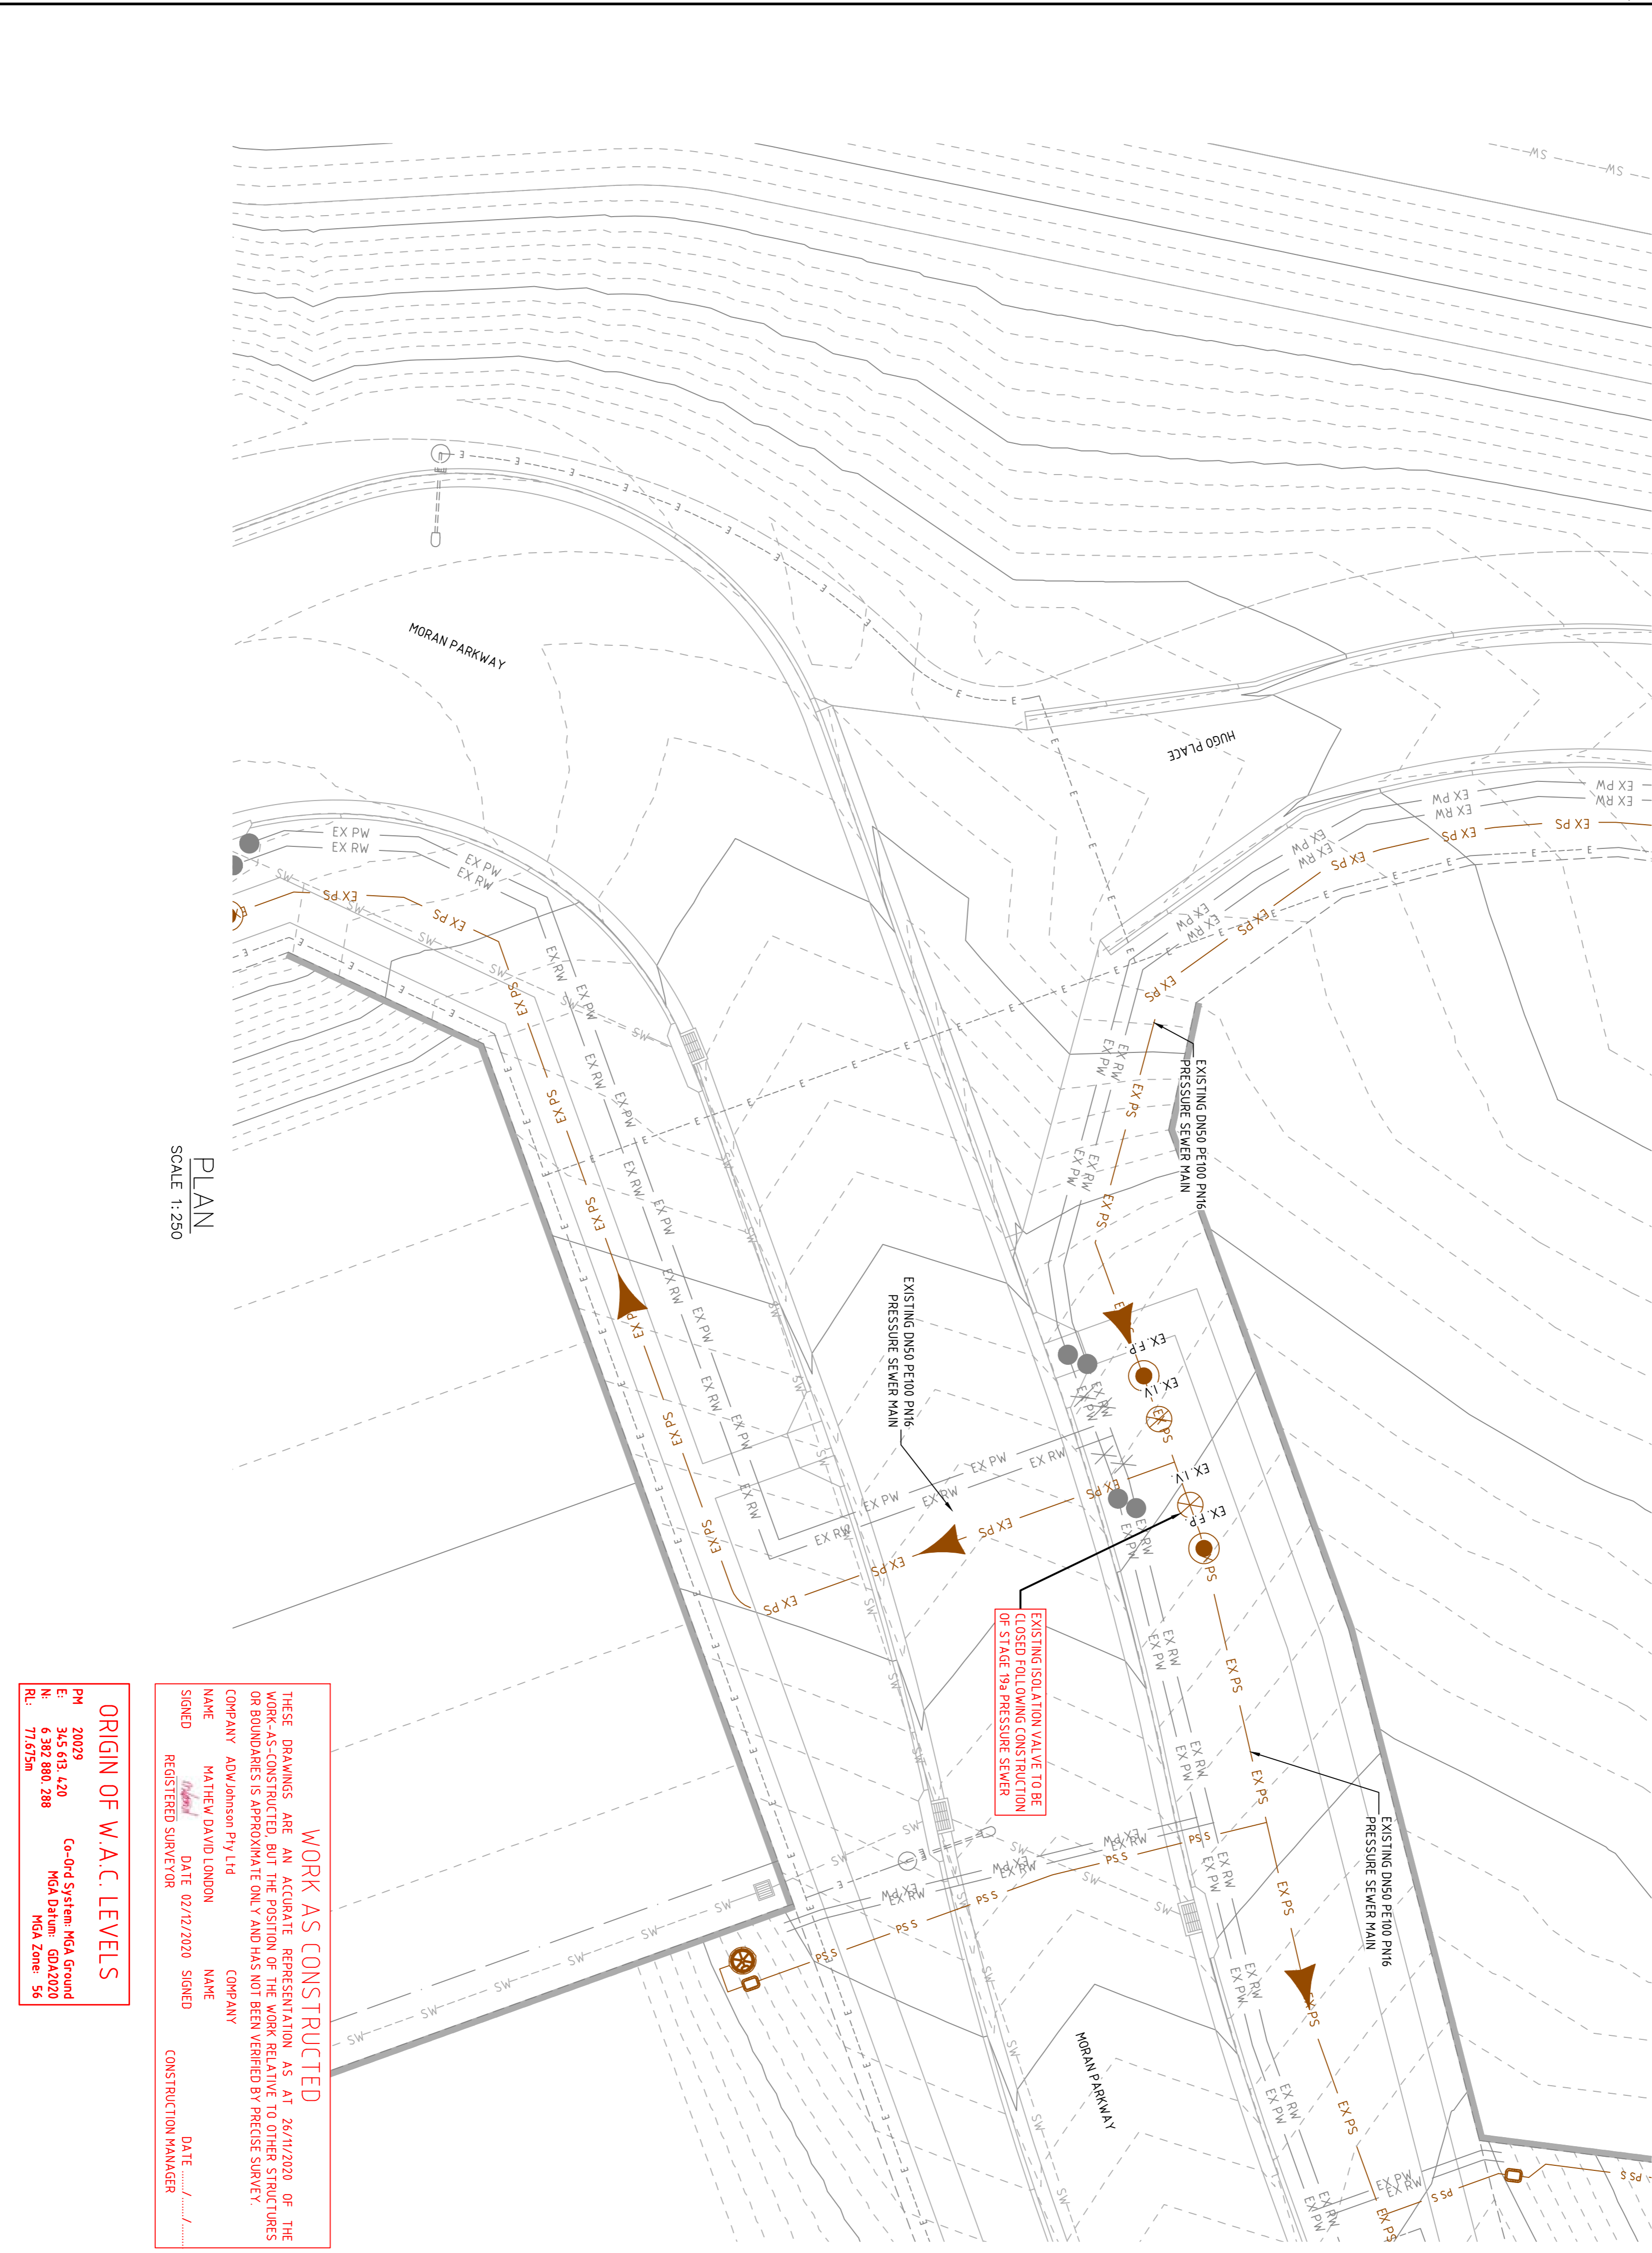 MORAN PARKWAY
HUGO PLACE
EXISTING DN50 PE100 PN16
PRESSURE SEWER MAIN
EXISTING DN50 PE100 PN16
PRESSURE SEWER MAIN
EXISTING DN50 PE100 PN16
PRESSURE SEWER MAIN
EX. F.P.
EX. I.V.
EX. I.V.
EX. F.P.
EXISTING ISOLATION VALVE TO BE
CLOSED FOLLOWING CONSTRUCTION
OF STAGE 19a PRESSURE SEWER
MORAN PARKWAY
EX PW
EX RW
EX PS
PS S
SW
E
PLAN
SCALE 1:250
WORK AS CONSTRUCTED
THESE DRAWINGS ARE AN ACCURATE REPRESENTATION AS AT 26/11/2020 OF THE
WORK-AS-CONSTRUCTED, BUT THE POSITION OF THE WORK RELATIVE TO OTHER STRUCTURES
OR BOUNDARIES IS APPROXIMATE ONLY AND HAS NOT BEEN VERIFIED BY PRECISE SURVEY.
COMPANY ADWJohnson Pty Ltd COMPANY
NAME MATHEW DAVID LONDON NAME
SIGNED DATE 02/12/2020 SIGNED DATE ....../....../......
REGISTERED SURVEYOR CONSTRUCTION MANAGER
ORIGIN OF W.A.C. LEVELS
PM 20029
E: 345 613. 420 Co-Ord System: MGA Ground
N: 6 382 880. 288 MGA Datum: GDA2020
RL: 77.675m MGA Zone: 56